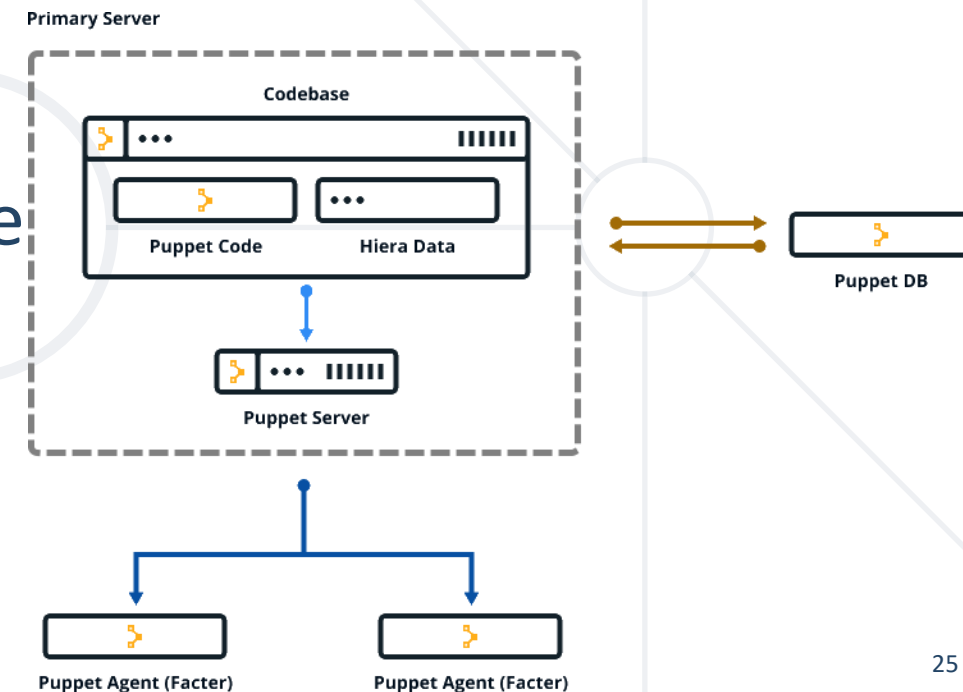 Primary Server
Codebase
e
Puppet Code
Hiera Data
Puppet DB
Puppet Server
Puppet Agent (Facter)
Puppet Agent (Facter)
25